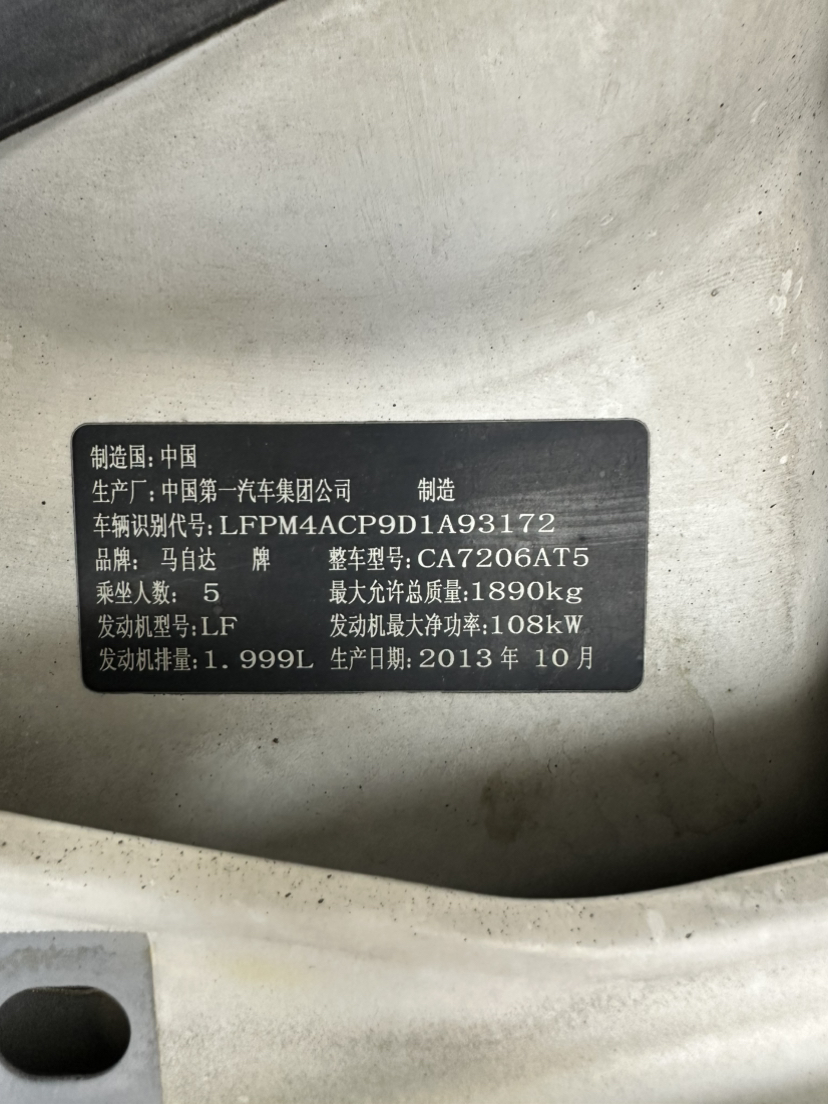 制造国:中国
生产厂:中国第一汽车集团公司 制造
车辆识别代号:LFPM4ACP9D1A93172
品牌: 马自达 牌 整车型号:CA7206AT5
乘坐人数: 5 最大允许总质量:1890kg
发动机型号:LF 发动机最大净功率:108kW
发动机排量:1.999L 生产日期:2013年 10月